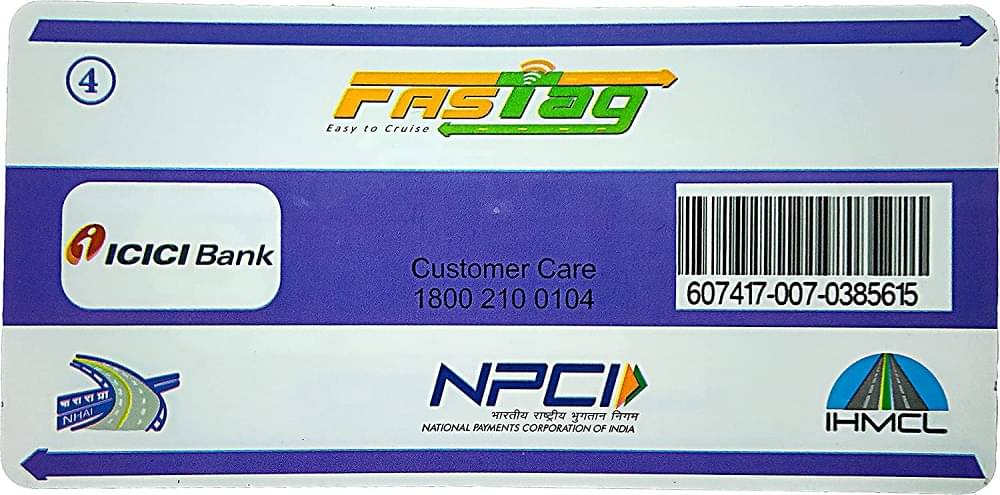 4
FASTag
Easy to Cruise
ICICI Bank
Customer Care
1800 210 0104
607417-007-0385615
भा रा रा प्रा
NHAI
NPCI
भारतीय राष्ट्रीय भुगतान निगम
NATIONAL PAYMENTS CORPORATION OF INDIA
IHMCL